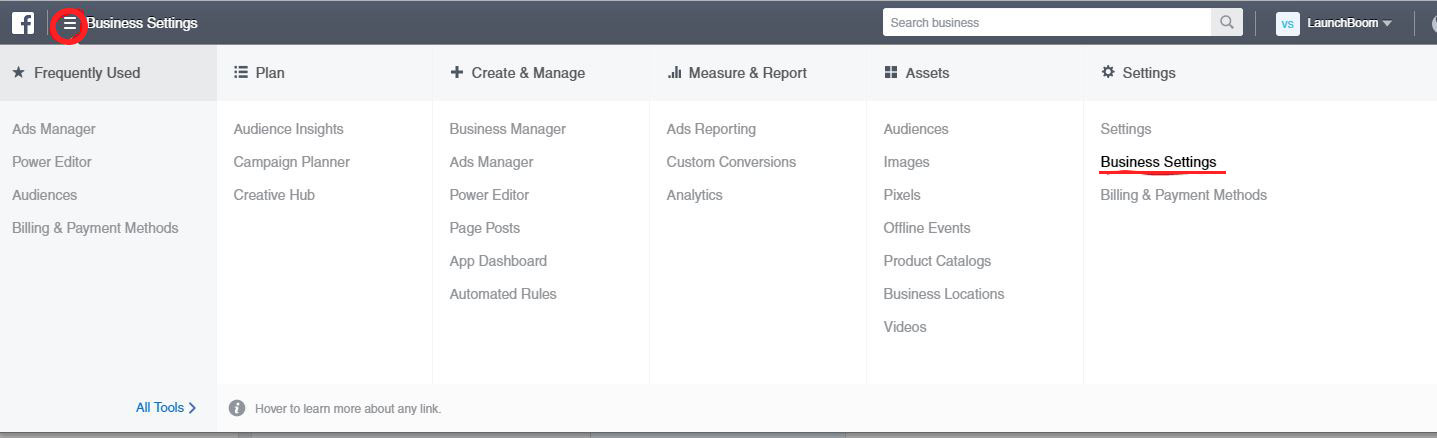 f Business Settings
Search business
VS LaunchBoom
Frequently Used
Ads Manager
Power Editor
Audiences
Billing & Payment Methods
All Tools
Plan
Audience Insights
Campaign Planner
Creative Hub
Create & Manage
Business Manager
Ads Manager
Power Editor
Page Posts
App Dashboard
Automated Rules
Measure & Report
Ads Reporting
Custom Conversions
Analytics
Assets
Audiences
Images
Pixels
Offline Events
Product Catalogs
Business Locations
Videos
Settings
Settings
Business Settings
Billing & Payment Methods
Hover to learn more about any link.